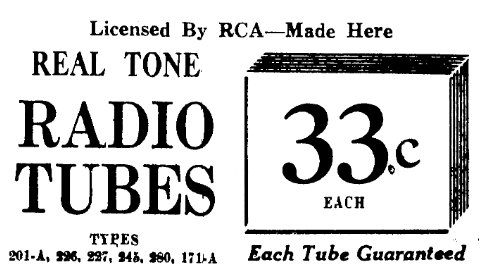 Licensed By RCA—Made Here
REAL TONE
RADIO
TUBES
TYPES
201-A, 226, 227, 245, 280, 171-A
33c
EACH
Each Tube Guaranteed